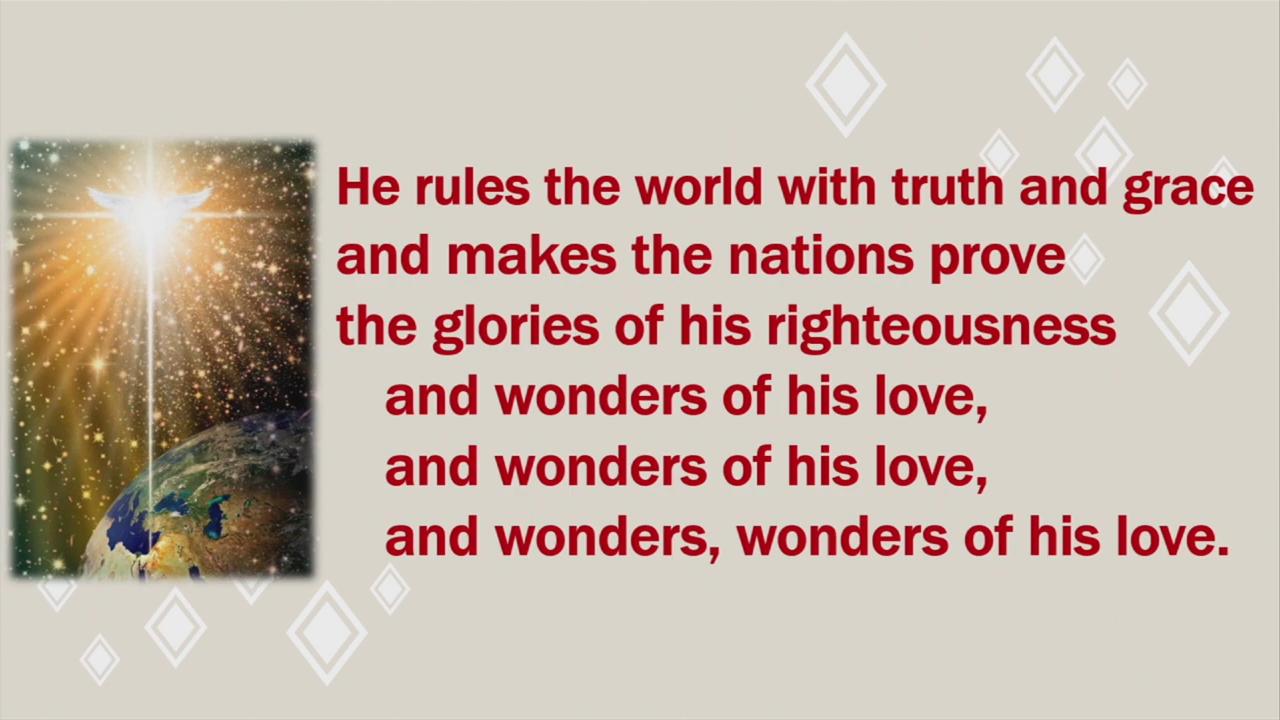 He rules the world with truth and grace
and makes the nations prove
the glories of his righteousness
and wonders of his love,
and wonders of his love,
and wonders, wonders of his love.